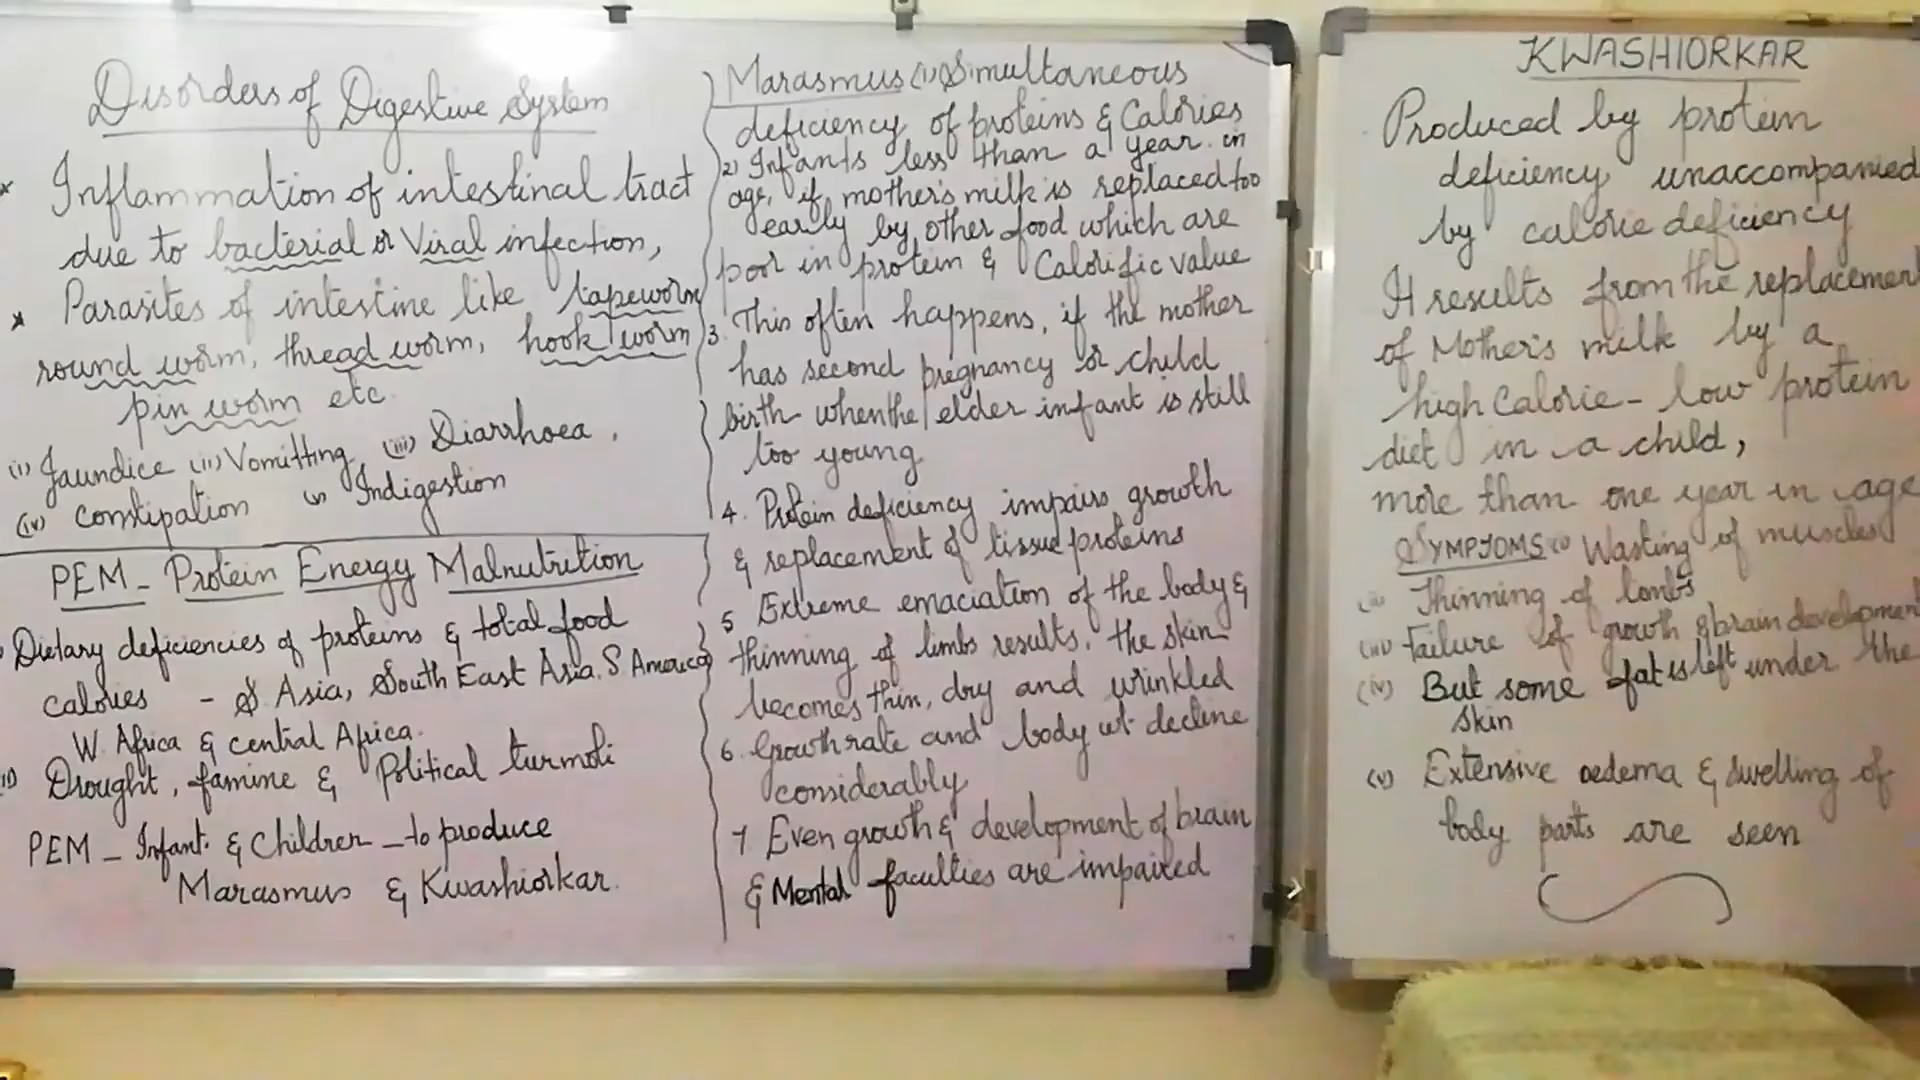 Disorders of Digestive System
* Inflammation of intestinal tract
due to bacterial or Viral infection,
* Parasites of intestine like tapeworm
round worm, thread worm, hook worm
pin worm etc.
(i) Jaundice (ii) Vomitting (iii) Diarrhoea,
(iv) Constipation (v) Indigestion
PEM - Protein Energy Malnutrition
Dietary deficiencies of proteins & total food
calories - S. Asia, South East Asia. S. America
W. Africa & central Africa.
(ii) Drought, famine & Political turmoli
PEM - Infant. & Children - to produce
Marasmus & Kwashiorkar.
Marasmus (i) Simultaneous
deficiency of proteins & Calories
2) Infants less than a year in
age, if mother's milk is replaced too
early by other food which are
poor in protein & Calorific value
3. This often happens, if the mother
has second pregnancy or child
birth when the elder infant is still
too young
4. Protein deficiency impairs growth
& replacement of tissue proteins
5 Extreme emaciation of the body &
thinning of limbs results, the skin
becomes thin, dry and wrinkled
6. Growth rate and body wt decline
considerably
7 Even growth & development of brain
& Mental faculties are impaired
KWASHIORKAR
Produced by protein
deficiency unaccompanied
by calorie deficiency
It results from the replacement
of Mother's milk by a
high Calorie - low protein
diet in a child,
more than one year in age
SYMPTOMS (i) Wasting of muscles
(ii) Thinning of lombs
(iii) Failure of growth & brain development
(iv) But some fat is left under the
skin
(v) Extensive oedema & dwelling of
body parts are seen